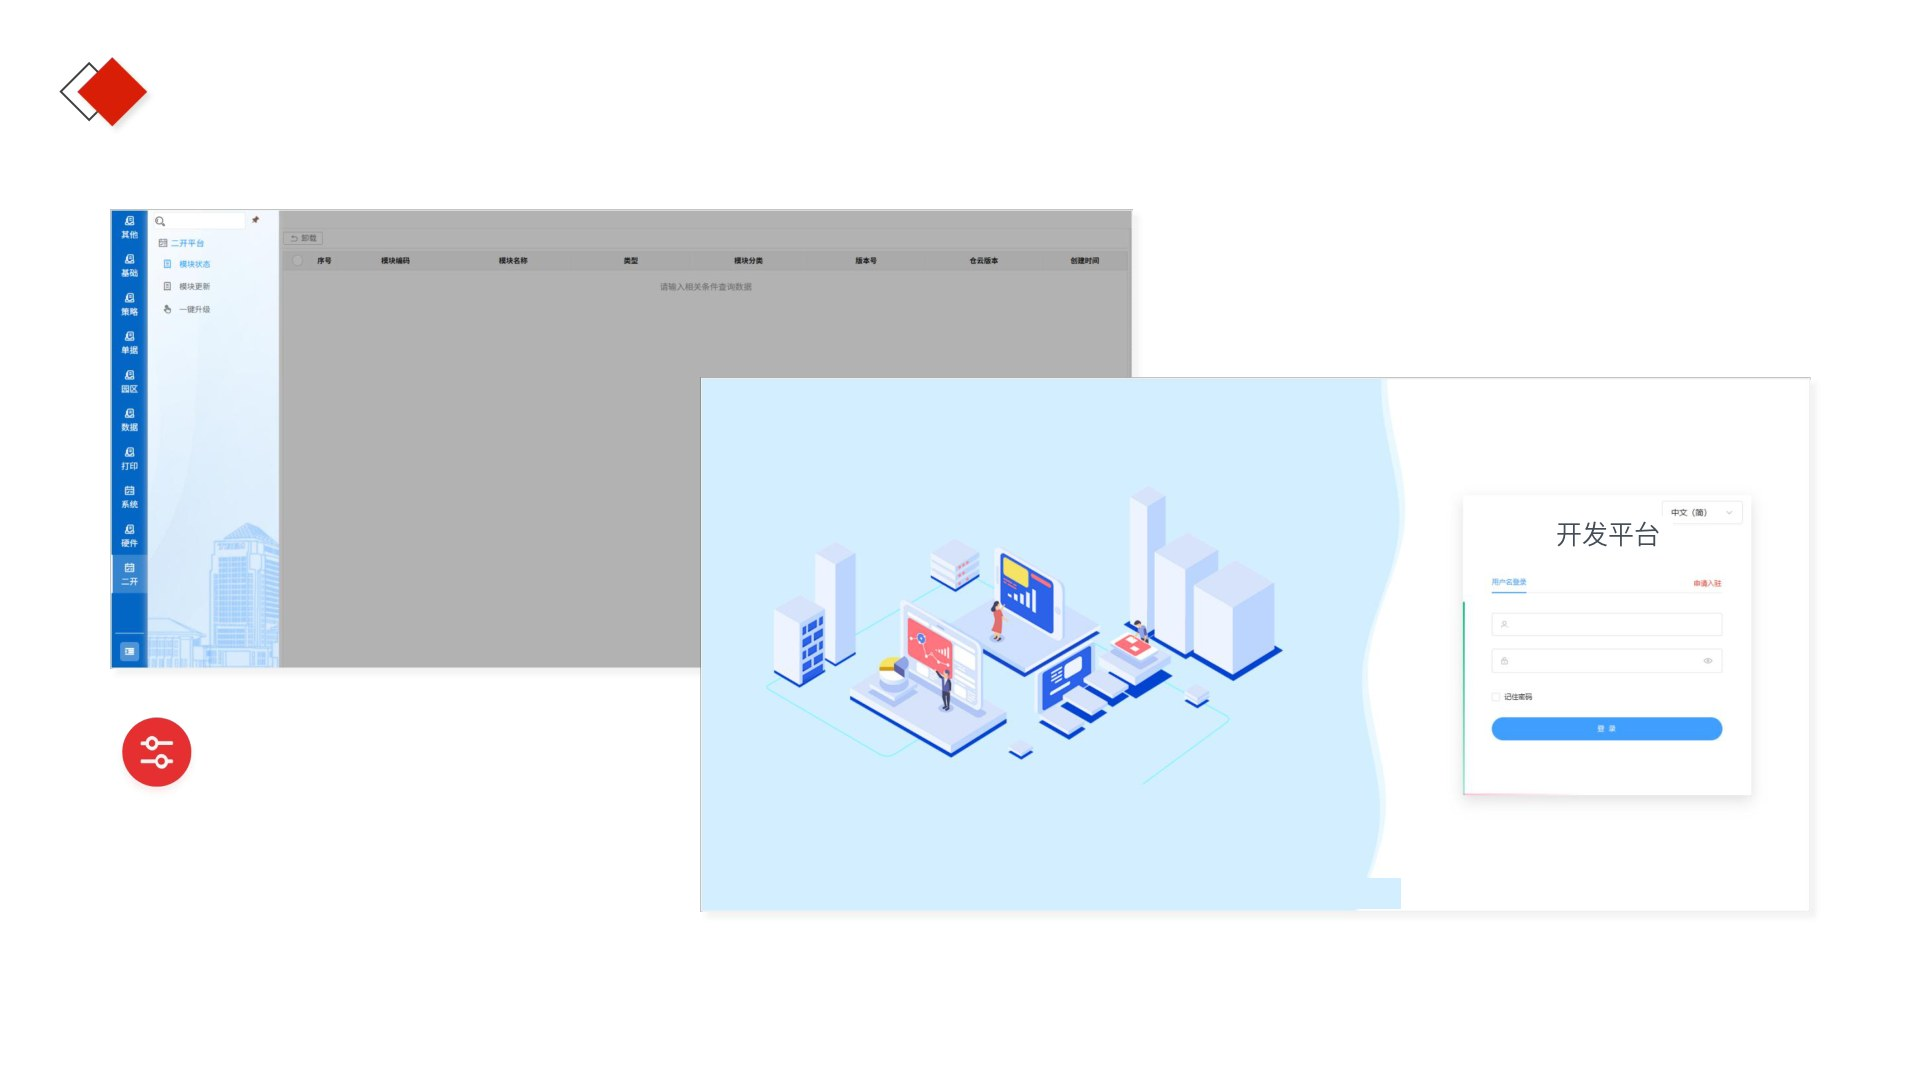 其他
基础
策略
单据
园区
数据
打印
系统
硬件
二开
二开平台
模块状态
模块更新
一键升级
卸载
序号 模块编码 模块名称 类型 模块分类 版本号 仓云版本 创建时间
请输入相关条件查询数据
中文（简）
开发平台
用户名登录 申请入驻
记住密码
登 录